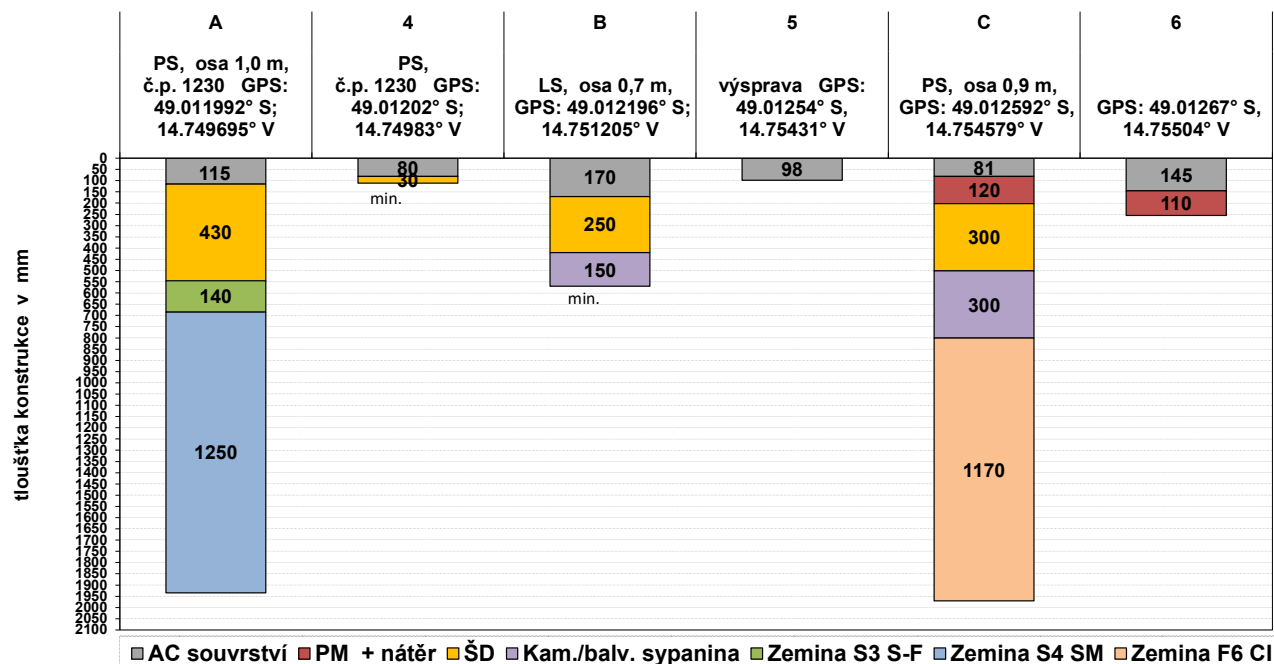 A 4 B 5 C 6
PS, osa 1,0 m,
č.p. 1230 GPS:
49.011992° S;
14.749695° V
PS,
č.p. 1230 GPS:
49.01202° S;
14.74983° V
LS, osa 0,7 m,
GPS: 49.012196° S;
14.751205° V
výsprava GPS:
49.01254° S,
14.75431° V
PS, osa 0,9 m,
GPS: 49.012592° S,
14.754579° V
GPS: 49.01267° S,
14.75504° V
tloušťka konstrukce v mm
0
50
100
150
200
250
300
350
400
450
500
550
600
650
700
750
800
850
900
950
1000
1050
1100
1150
1200
1250
1300
1350
1400
1450
1500
1550
1600
1650
1700
1750
1800
1850
1900
1950
2000
2050
2100
115
430
140
1250
80
30
min.
170
250
150
min.
98
81
120
300
300
1170
145
110
AC souvrství PM + nátěr ŠD Kam./balv. sypanina Zemina S3 S-F Zemina S4 SM Zemina F6 CI